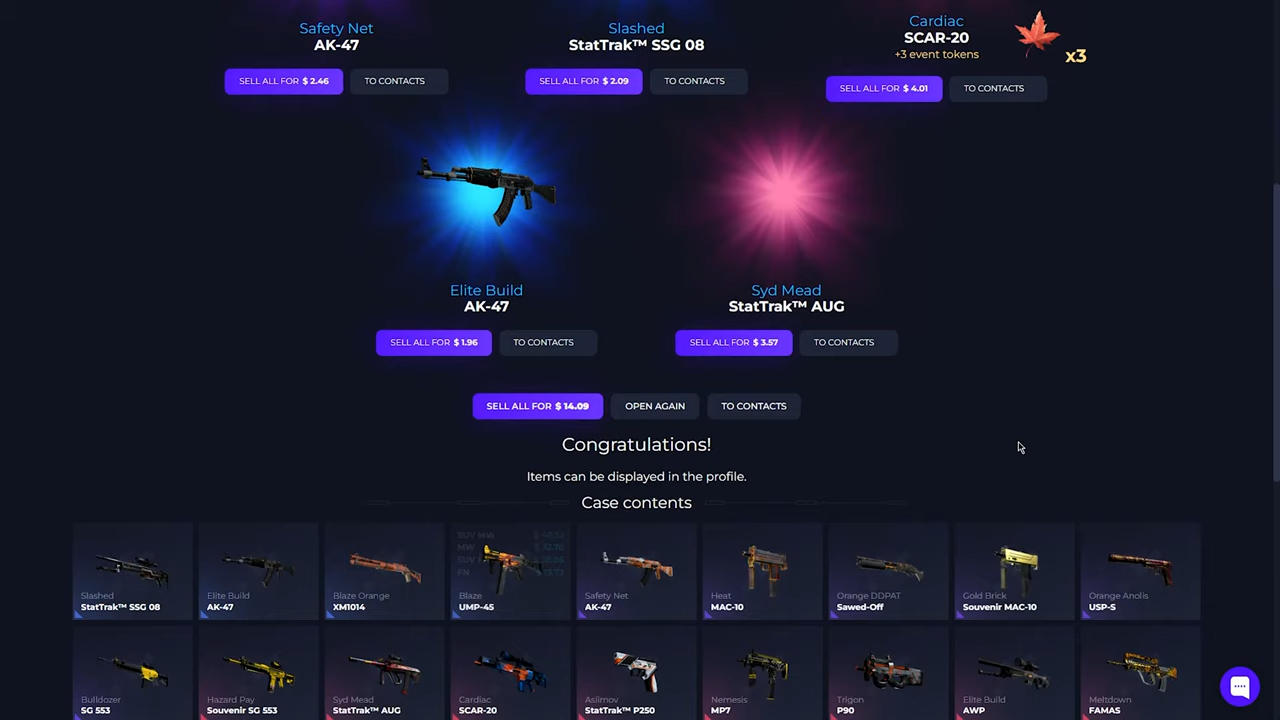 Safety Net
AK-47
SELL ALL FOR $ 2.46
TO CONTACTS
Slashed
StatTrak™ SSG 08
SELL ALL FOR $ 2.09
TO CONTACTS
Cardiac
SCAR-20
+3 event tokens
x3
SELL ALL FOR $ 4.01
TO CONTACTS
Elite Build
AK-47
SELL ALL FOR $ 1.96
TO CONTACTS
Syd Mead
StatTrak™ AUG
SELL ALL FOR $ 3.57
TO CONTACTS
SELL ALL FOR $ 14.09
OPEN AGAIN
TO CONTACTS
Congratulations!
Items can be displayed in the profile.
Case contents
Slashed
StatTrak™ SSG 08
Elite Build
AK-47
Blaze Orange
XM1014
MW
FN
Blaze
UMP-45
Safety Net
AK-47
Heat
MAC-10
Orange DDPAT
Sawed-Off
Gold Brick
Souvenir MAC-10
Orange Anolis
USP-S
Bulldozer
SG 553
Hazard Pay
Souvenir SG 553
Syd Mead
StatTrak™ AUG
Cardiac
SCAR-20
Asiimov
StatTrak™ P250
Nemesis
MP7
Trigon
P90
Elite Build
AWP
Meltdown
FAMAS